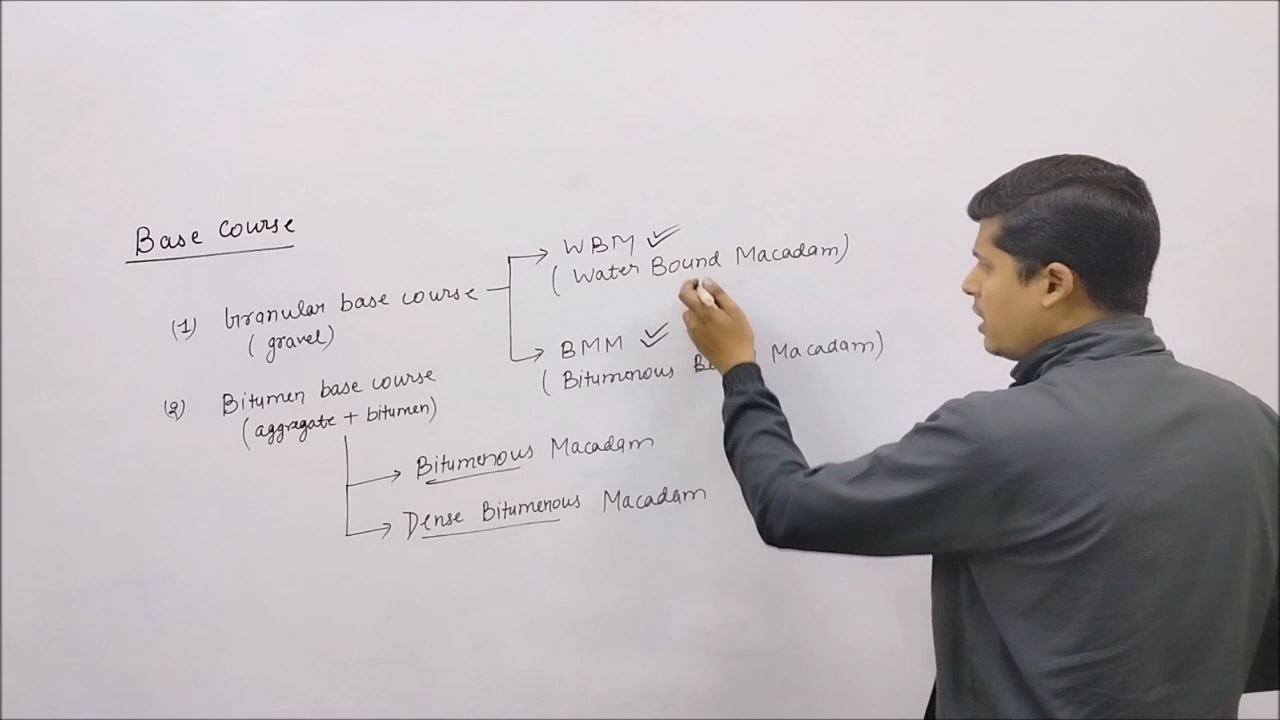 Base course
(1) Granular base course
(gravel)
WBM
(Water Bound Macadam)
BMM
(Bitumenous Macadam)
(2) Bitumen base course
(aggragate + bitumen)
Bitumenous Macadam
Dense Bitumenous Macadam